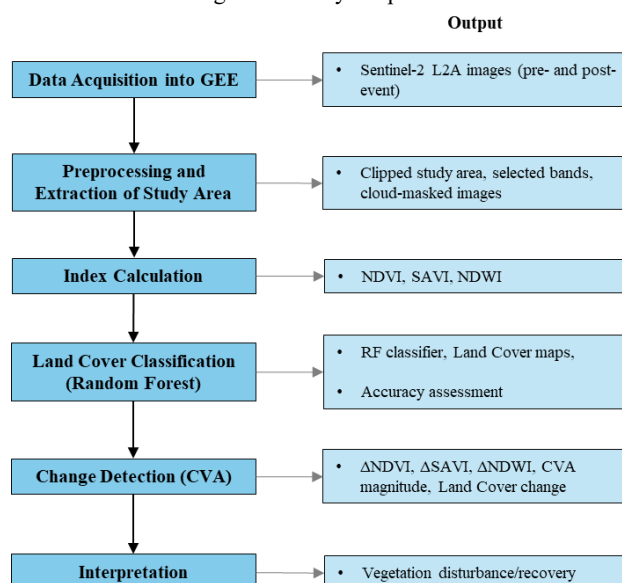 Output
Data Acquisition into GEE
• Sentinel-2 L2A images (pre- and post-
event)
Preprocessing and
Extraction of Study Area
• Clipped study area, selected bands,
cloud-masked images
Index Calculation
• NDVI, SAVI, NDWI
Land Cover Classification
(Random Forest)
• RF classifier, Land Cover maps,
• Accuracy assessment
Change Detection (CVA)
• ΔNDVI, ΔSAVI, ΔNDWI, CVA
magnitude, Land Cover change
Interpretation
• Vegetation disturbance/recovery